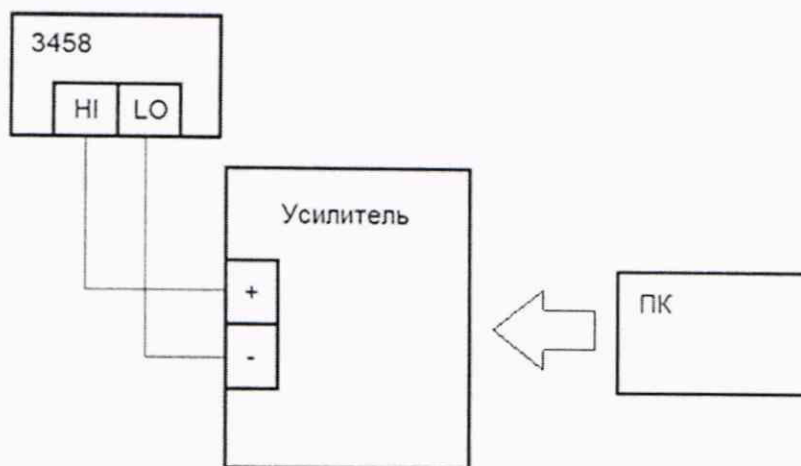 3458
HI LO
Усилитель
+
ПК
-